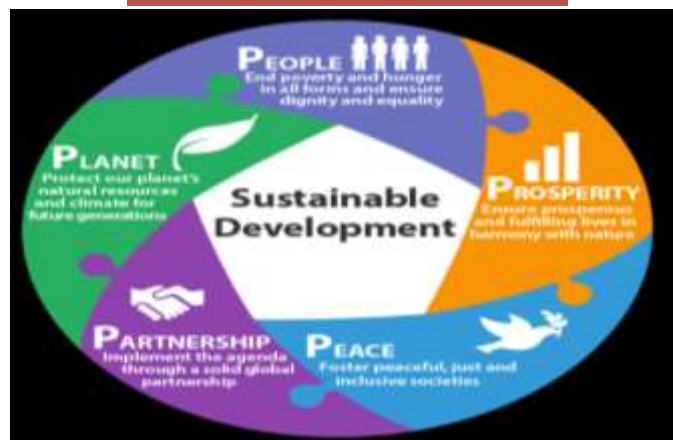 PEOPLE
End poverty and hunger
in all forms and ensure
dignity and equality
PROSPERITY
Ensure prosperous
and fulfilling lives in
harmony with nature
PEACE
Foster peaceful, just and
inclusive societies
PARTNERSHIP
Implement the agenda
through a solid global
partnership
PLANET
Protect our planet's
natural resources
and climate for
future generations
Sustainable
Development